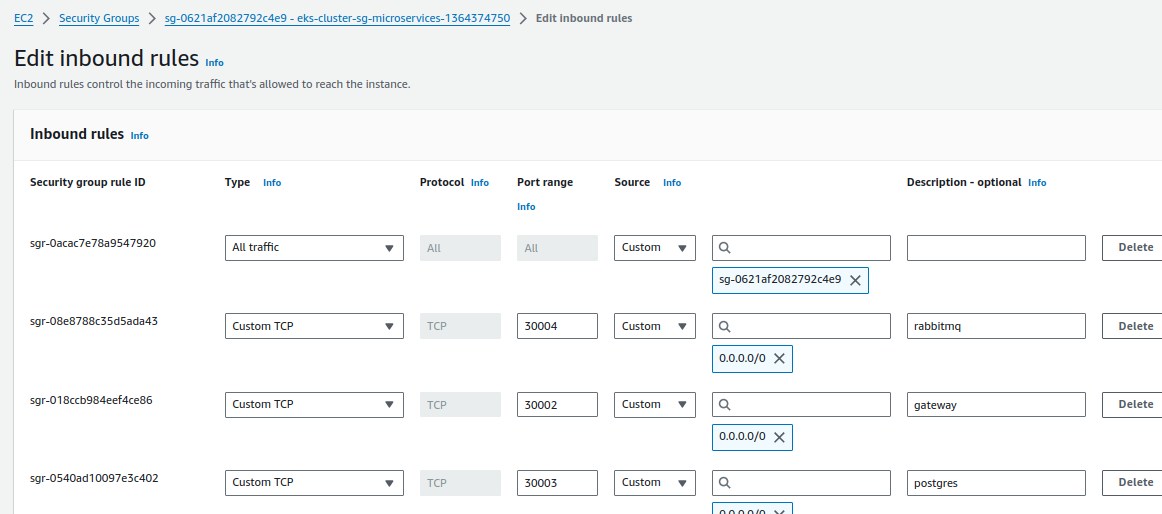 EC2 > Security Groups > sg-0621af2082792c4e9 - eks-cluster-sg-microservices-1364374750 > Edit inbound rules
Edit inbound rules Info
Inbound rules control the incoming traffic that's allowed to reach the instance.
Inbound rules Info
Security group rule ID Type Info Protocol Info Port range Source Info Description - optional Info
Info
sgr-0acac7e78a9547920 All traffic All All Custom Delete
sg-0621af2082792c4e9
sgr-08e8788c35d5ada43 Custom TCP TCP 30004 Custom rabbitmq Delete
0.0.0.0/0
sgr-018ccb984eef4ce86 Custom TCP TCP 30002 Custom gateway Delete
0.0.0.0/0
sgr-0540ad10097e3c402 Custom TCP TCP 30003 Custom postgres Delete
0.0.0.0/0